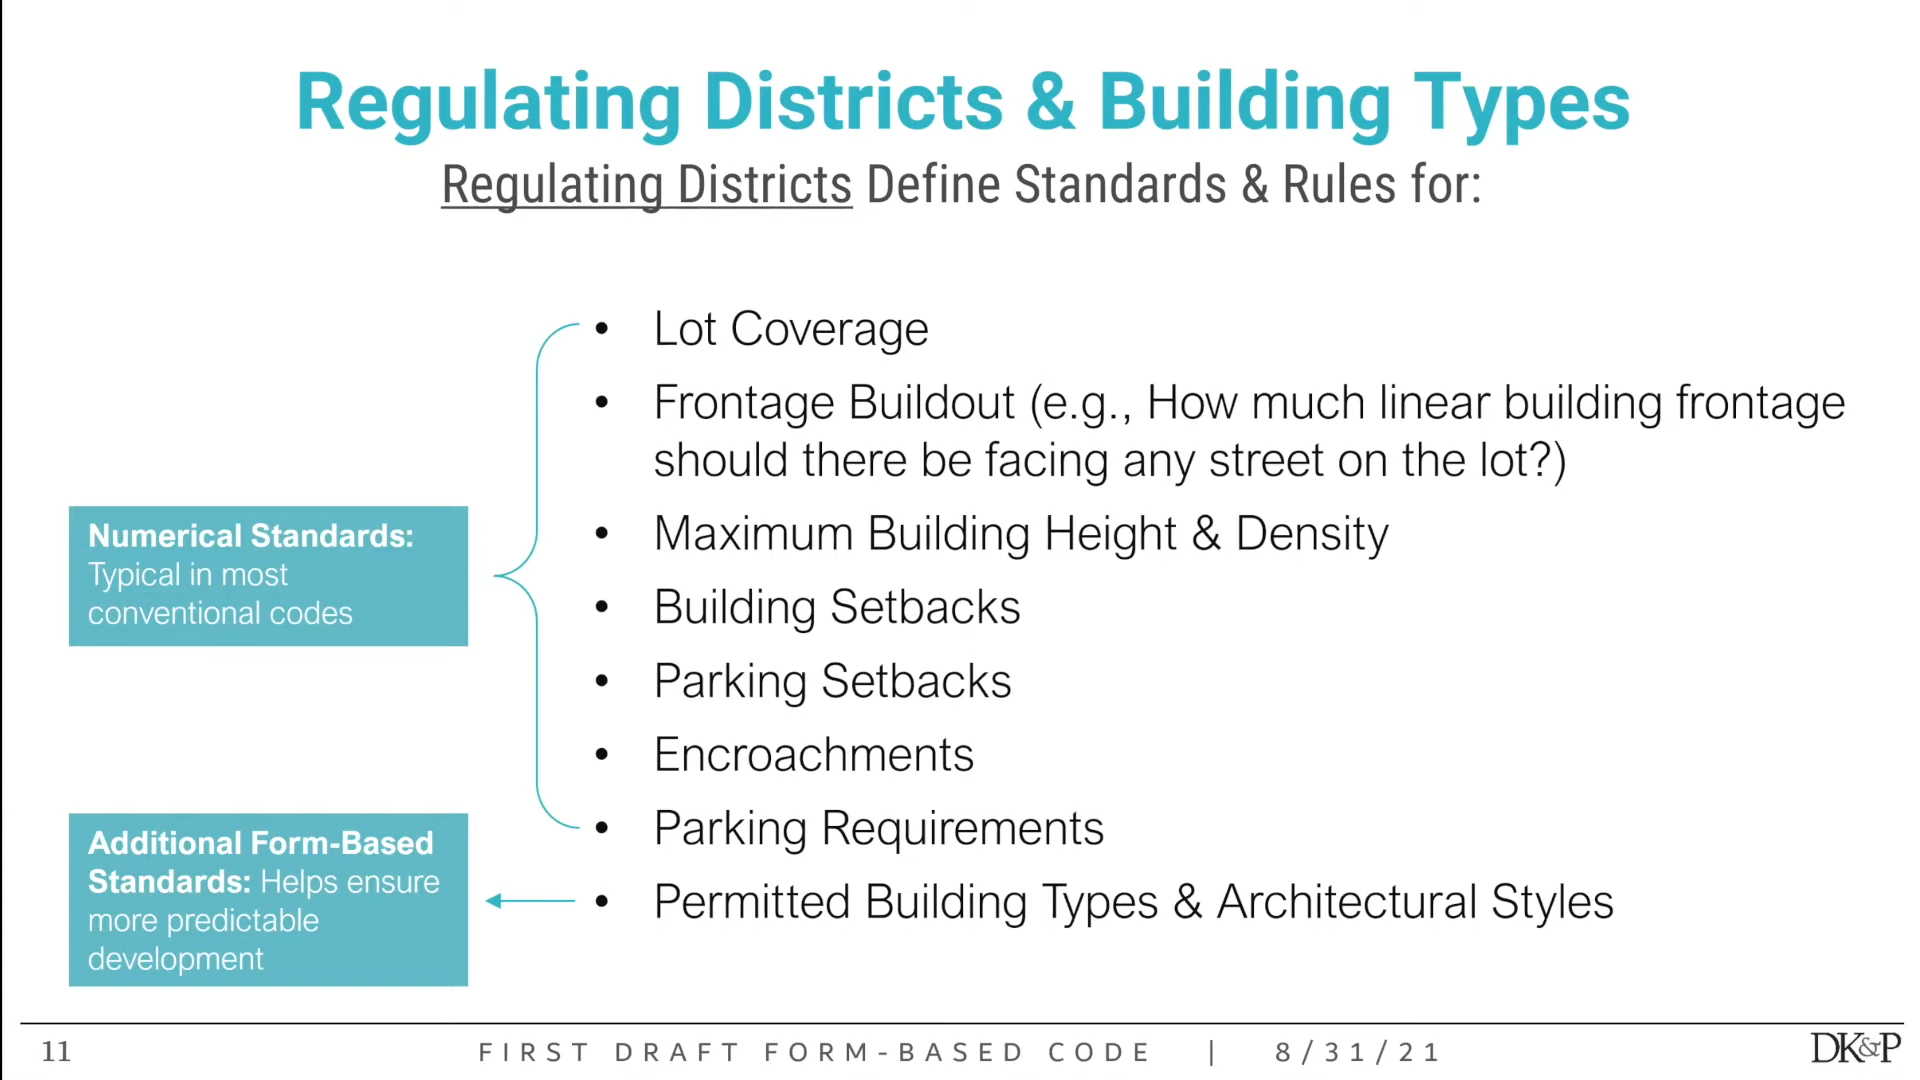 Regulating Districts & Building Types
Regulating Districts Define Standards & Rules for:
• Lot Coverage
• Frontage Buildout (e.g., How much linear building frontage
should there be facing any street on the lot?)
• Maximum Building Height & Density
• Building Setbacks
• Parking Setbacks
• Encroachments
• Parking Requirements
• Permitted Building Types & Architectural Styles
Numerical Standards:
Typical in most
conventional codes
Additional Form-Based
Standards: Helps ensure
more predictable
development
11
FIRST DRAFT FORM-BASED CODE | 8/31/21
DK&P